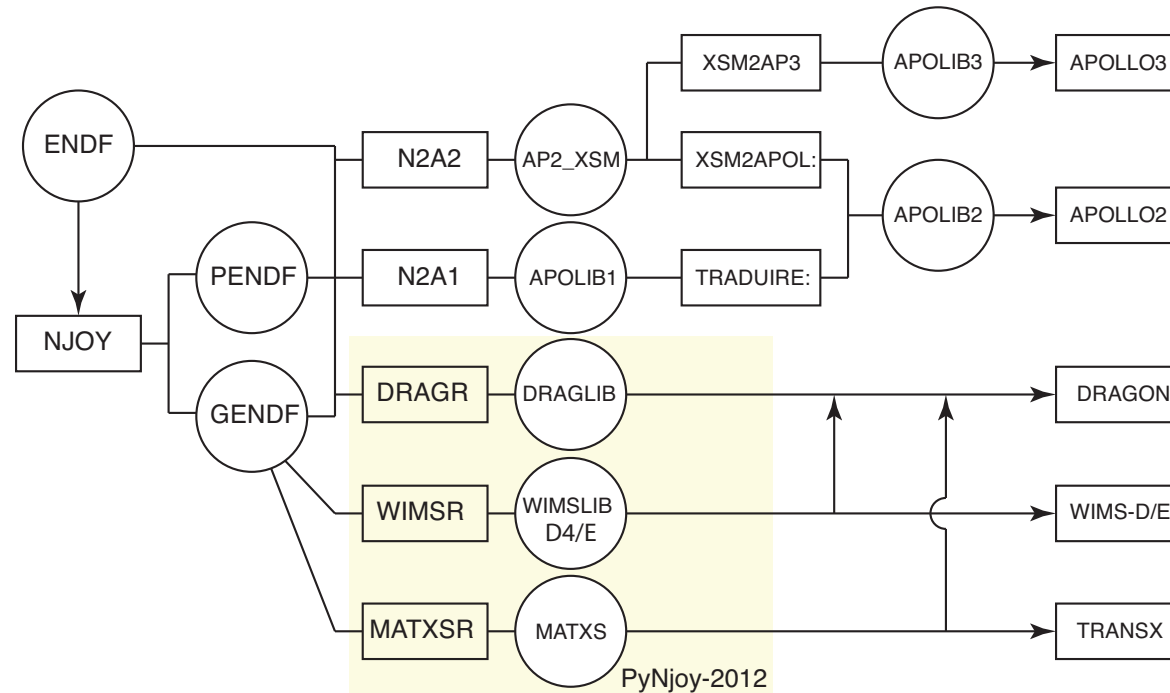 XSM2AP3
APOLIB3
APOLLO3
ENDF
N2A2
AP2_XSM
XSM2APOL:
APOLIB2
APOLLO2
PENDF
N2A1
APOLIB1
TRADUIRE:
NJOY
GENDF
DRAGR
DRAGLIB
DRAGON
WIMSR
WIMSLIB
D4/E
WIMS-D/E
MATXSR
MATXS
TRANSX
PyNjoy-2012